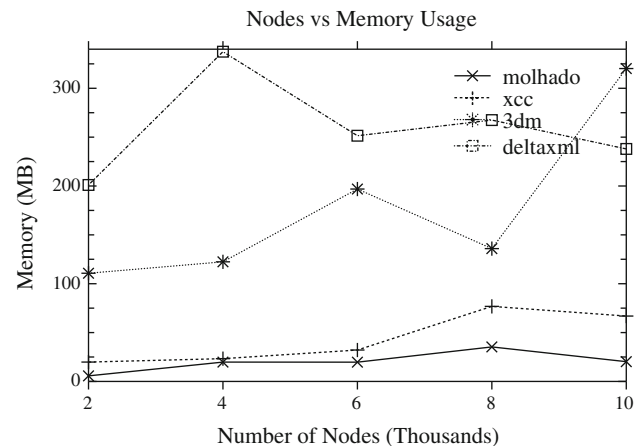 Nodes vs Memory Usage
molhado
xcc
3dm
deltaxml
300
200
100
0
Memory (MB)
2 4 6 8 10
Number of Nodes (Thousands)